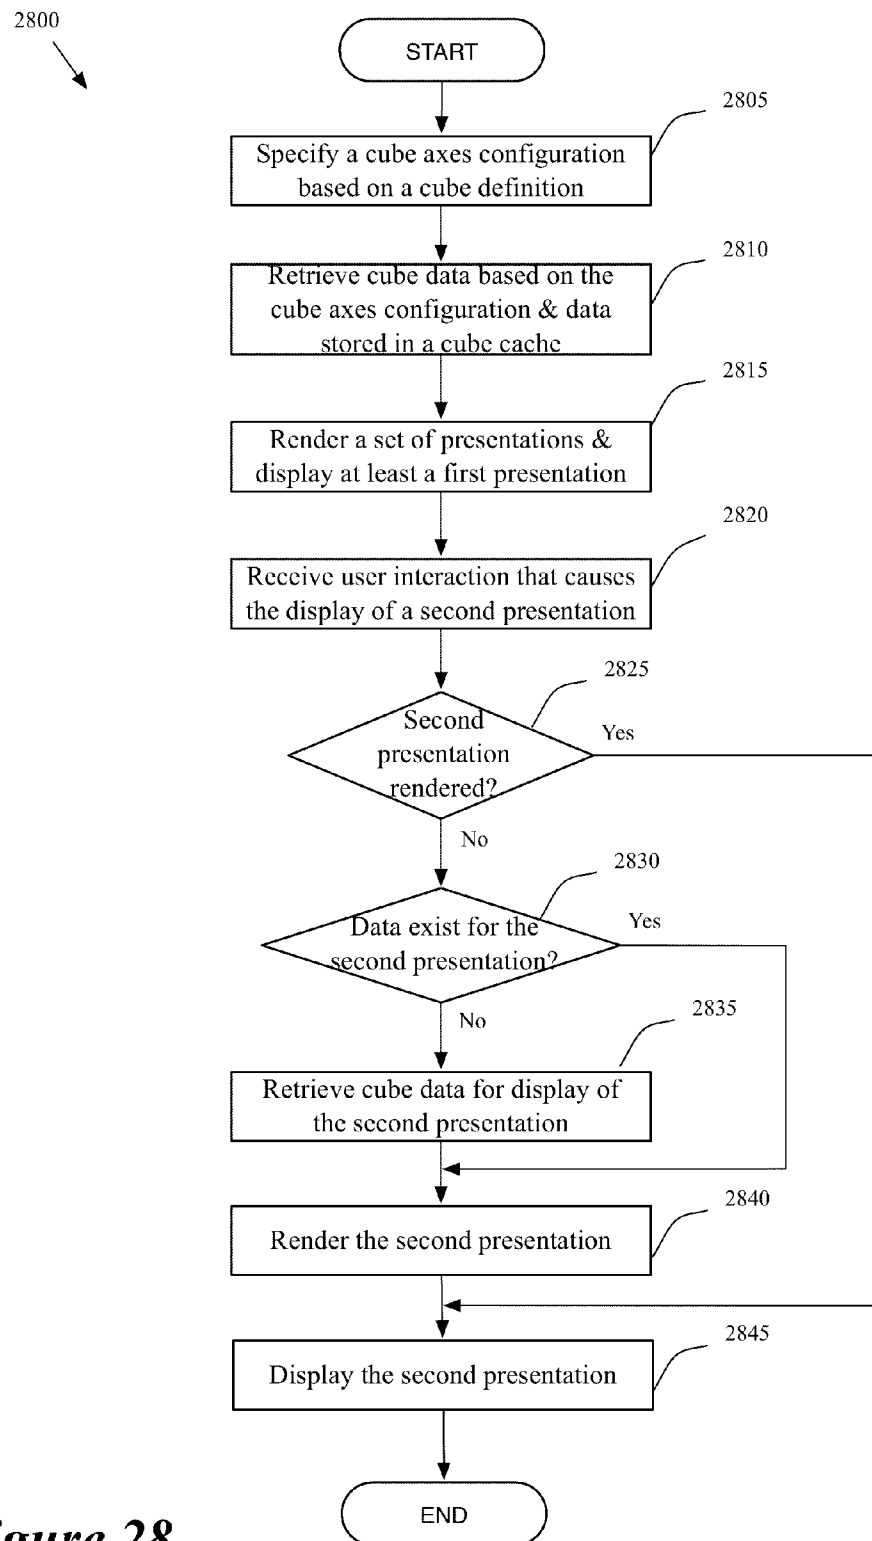 2800
START
2805
Specify a cube axes configuration
based on a cube definition
2810
Retrieve cube data based on the
cube axes configuration & data
stored in a cube cache
2815
Render a set of presentations &
display at least a first presentation
2820
Receive user interaction that causes
the display of a second presentation
2825
Second
presentation
rendered?
Yes
No
2830
Data exist for the
second presentation?
Yes
No
2835
Retrieve cube data for display of
the second presentation
2840
Render the second presentation
2845
Display the second presentation
END
igure 28